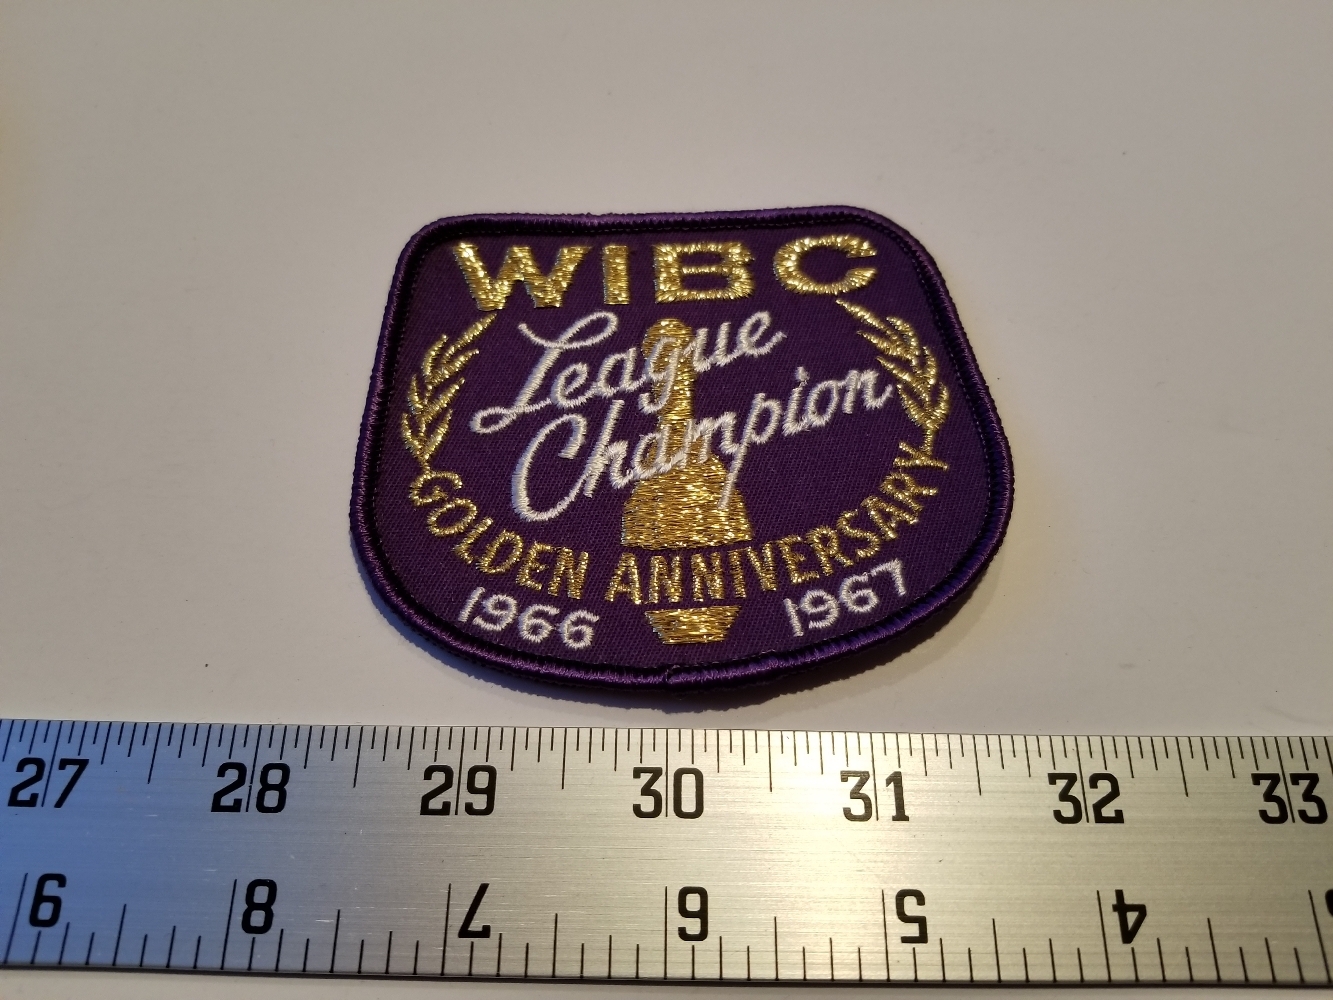 WIBC
League
Champion
GOLDEN ANNIVERSARY
1966 1967
27 28 29 30 31 32 33
9 8 7 6 5 4